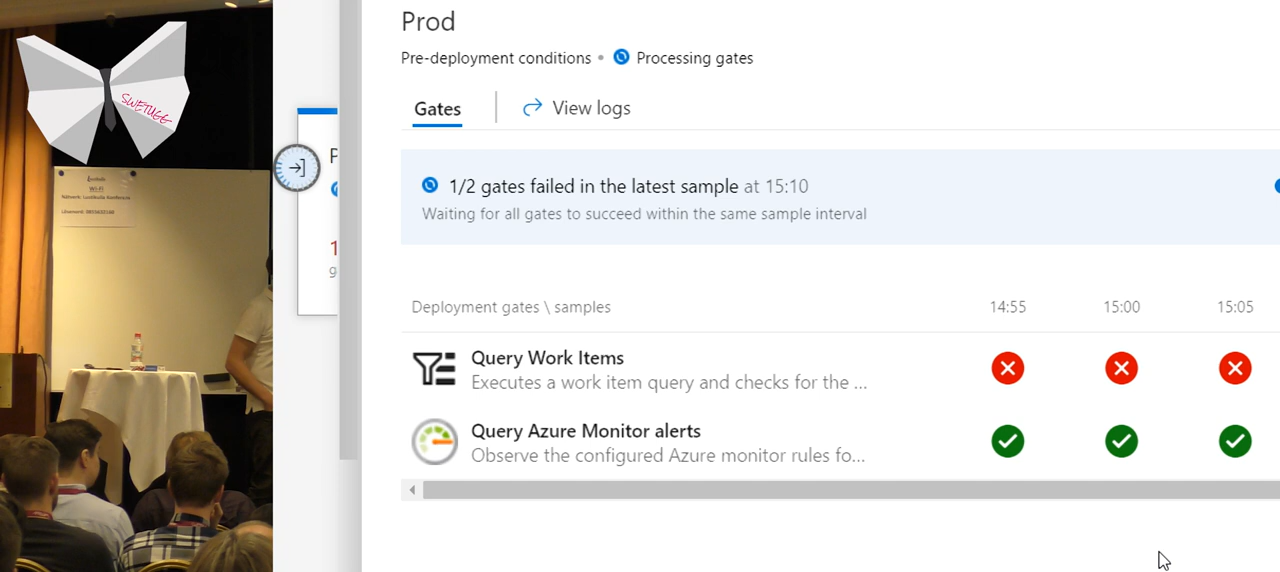 SWETUGG
Wi-Fi
Prod
Pre-deployment conditions • Processing gates
Gates
View logs
1/2 gates failed in the latest sample at 15:10
Waiting for all gates to succeed within the same sample interval
Deployment gates \ samples 14:55 15:00 15:05
Query Work Items
Executes a work item query and checks for the ...
Query Azure Monitor alerts
Observe the configured Azure monitor rules fo...